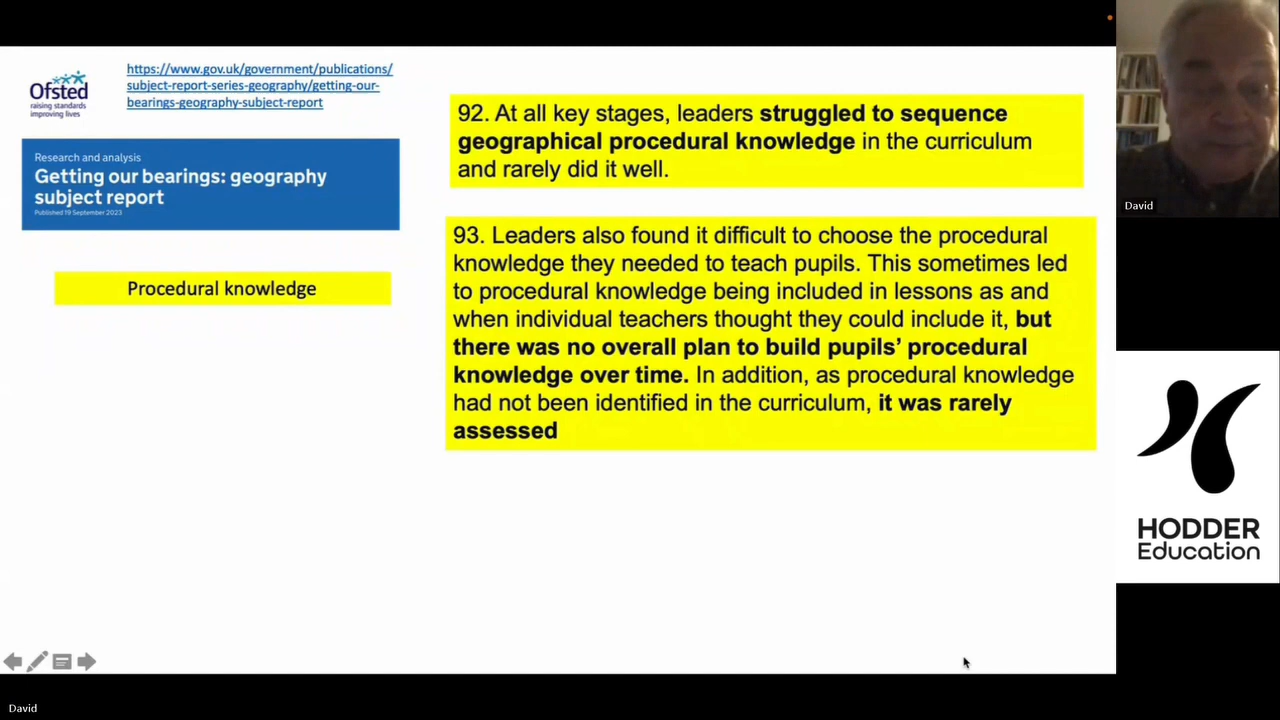 Ofsted
raising standards
improving lives
https://www.gov.uk/government/publications/
subject-report-series-geography/getting-our-
bearings-geography-subject-report
Research and analysis
Getting our bearings: geography
subject report
Published 19 September 2023
Procedural knowledge
92. At all key stages, leaders struggled to sequence
geographical procedural knowledge in the curriculum
and rarely did it well.
93. Leaders also found it difficult to choose the procedural
knowledge they needed to teach pupils. This sometimes led
to procedural knowledge being included in lessons as and
when individual teachers thought they could include it, but
there was no overall plan to build pupils’ procedural
knowledge over time. In addition, as procedural knowledge
had not been identified in the curriculum, it was rarely
assessed
David
HODDER
Education
David